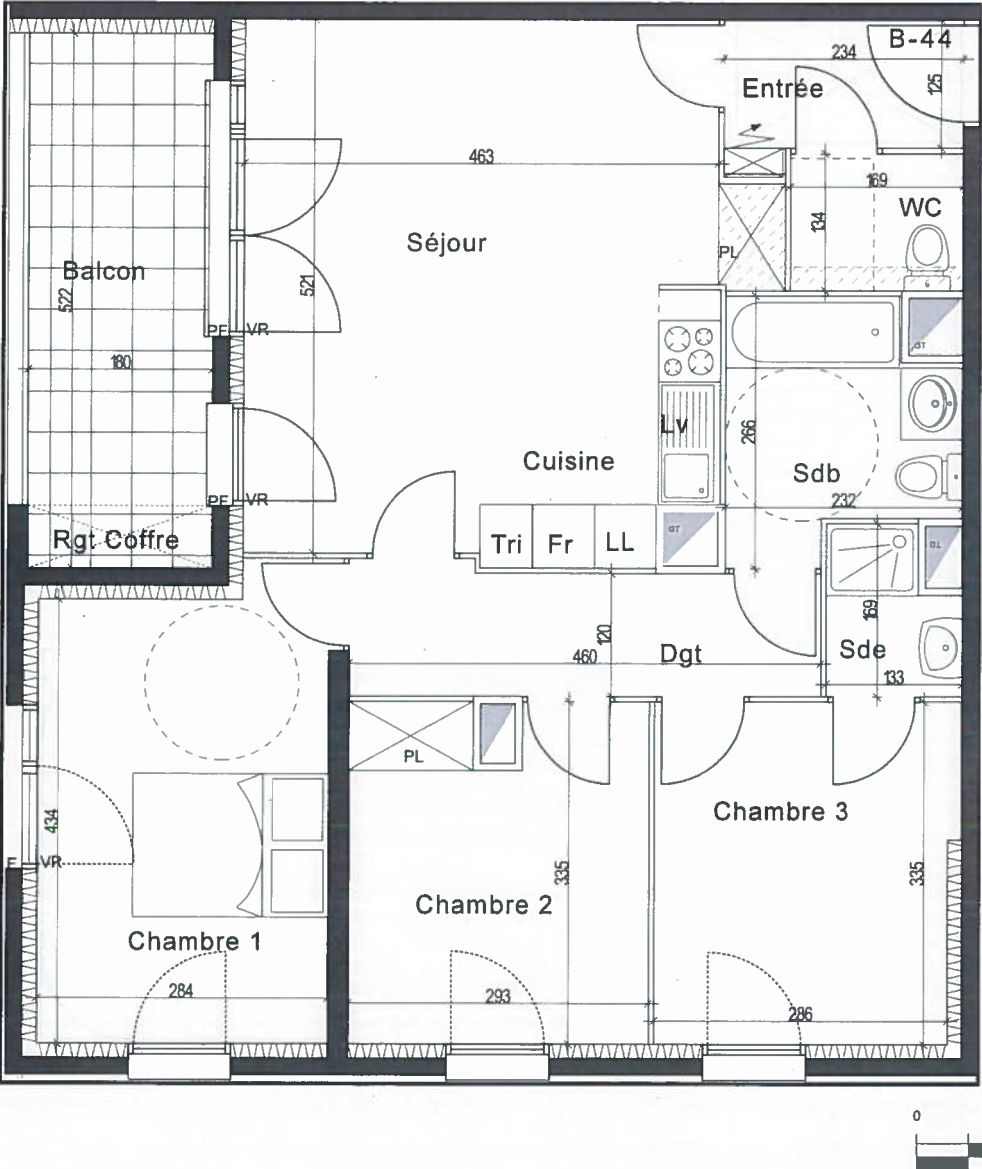 B-44
234
Entrée
125
463
169
WC
134
Séjour
PL
Balcon
522
521
PF VR
180
GT
Lv
266
Cuisine
Sdb
232
PF VR
Rgt Coffre
Tri Fr LL
GT
169
120
Dgt
Sde
460
133
PL
Chambre 3
434
F VR
335
335
Chambre 2
Chambre 1
284
293
286
0